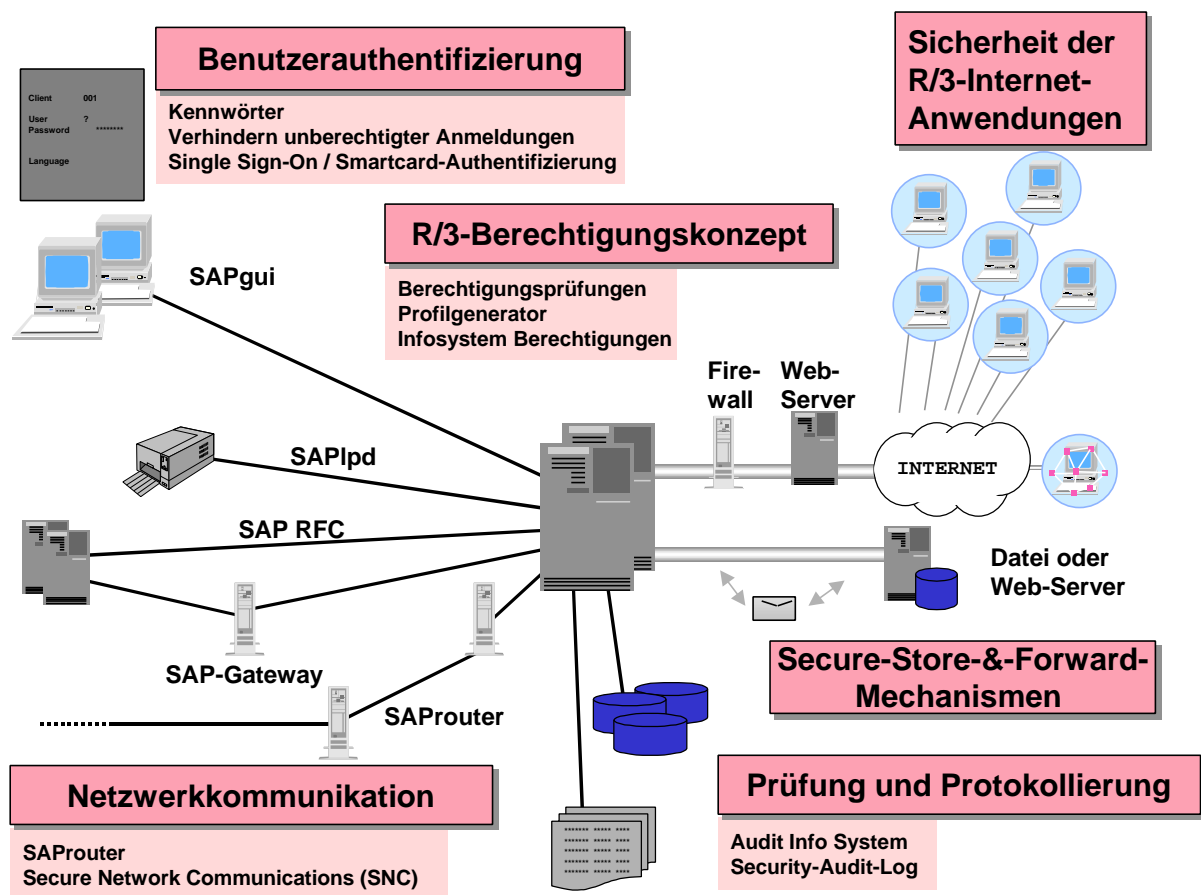 Benutzerauthentifizierung
Kennwörter
Verhindern unberechtigter Anmeldungen
Single Sign-On / Smartcard-Authentifizierung
Client 001
User ?
Password ********
Language
Sicherheit der
R/3-Internet-
Anwendungen
R/3-Berechtigungskonzept
Berechtigungsprüfungen
Profilgenerator
Infosystem Berechtigungen
SAPgui
Fire-
wall
Web-
Server
SAPlpd
INTERNET
SAP RFC
Datei oder
Web-Server
SAP-Gateway
SAProuter
Secure-Store-&-Forward-
Mechanismen
Netzwerkkommunikation
SAProuter
Secure Network Communications (SNC)
Prüfung und Protokollierung
Audit Info System
Security-Audit-Log
******* ***** ****
******* ***** ****
******* ***** ****
******* ***** ****
******* ***** ****